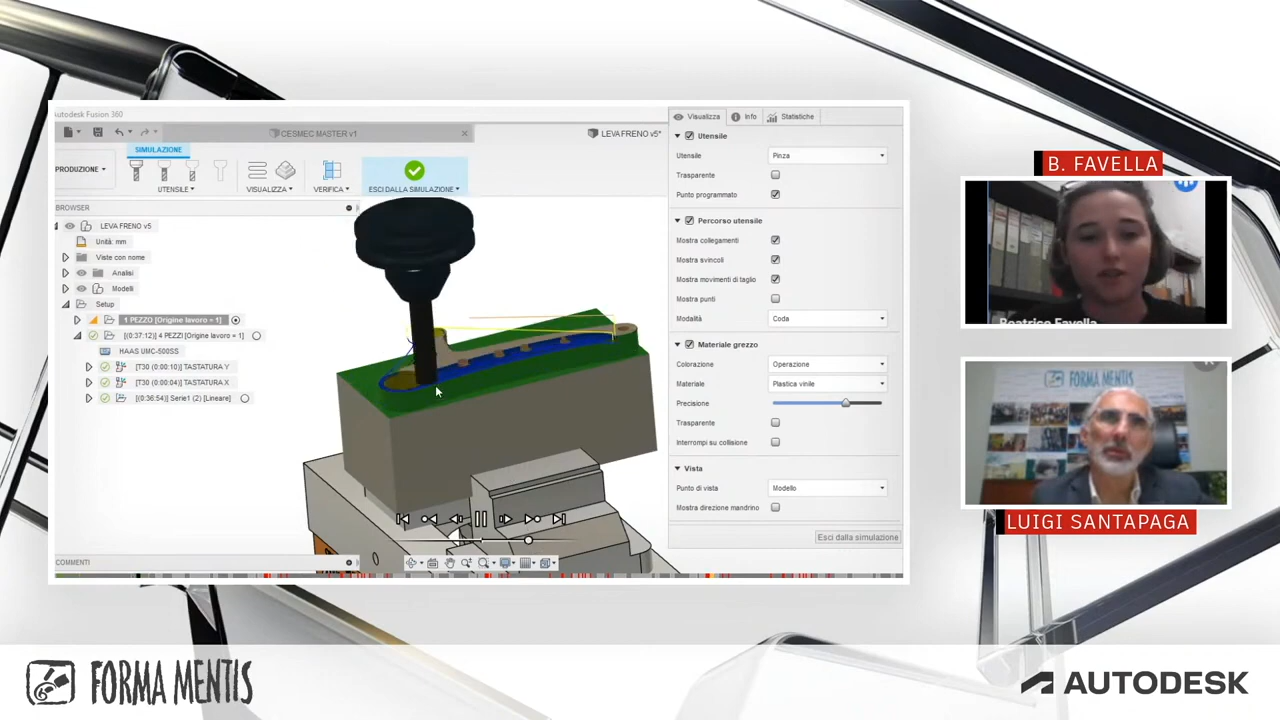 Autodesk Fusion 360
CESMEC MASTER v1
LEVA FRENO v5*
SIMULAZIONE
PRODUZIONE
UTENSILE
VISUALIZZA
VERIFICA
ESCI DALLA SIMULAZIONE
BROWSER
LEVA FRENO v5
Unità: mm
Viste con nome
Analisi
Modelli
Setup
1 PEZZO [Origine lavoro = 1]
[(0:37:12)] 4 PEZZI [Origine lavoro = 1]
HAAS UMC-500SS
[T30 (0:00:10)] TASTATURA Y
[T30 (0:00:04)] TASTATURA X
[(0:36:54)] Serie1 (2) [Lineare]
COMMENTI
Visualizza
Info
Statistiche
Utensile
Utensile Pinza
Trasparente
Punto programmato
Percorso utensile
Mostra collegamenti
Mostra svincoli
Mostra movimenti di taglio
Mostra punti
Modalità Coda
Materiale grezzo
Colorazione Operazione
Materiale Plastica vinile
Precisione
Trasparente
Interrompi su collisione
Vista
Punto di vista Modello
Mostra direzione mandrino
Esci dalla simulazione
B. FAVELLA
Beatrice Favella
FORMA MENTIS
LUIGI SANTAPAGA
FORMA MENTIS
AUTODESK